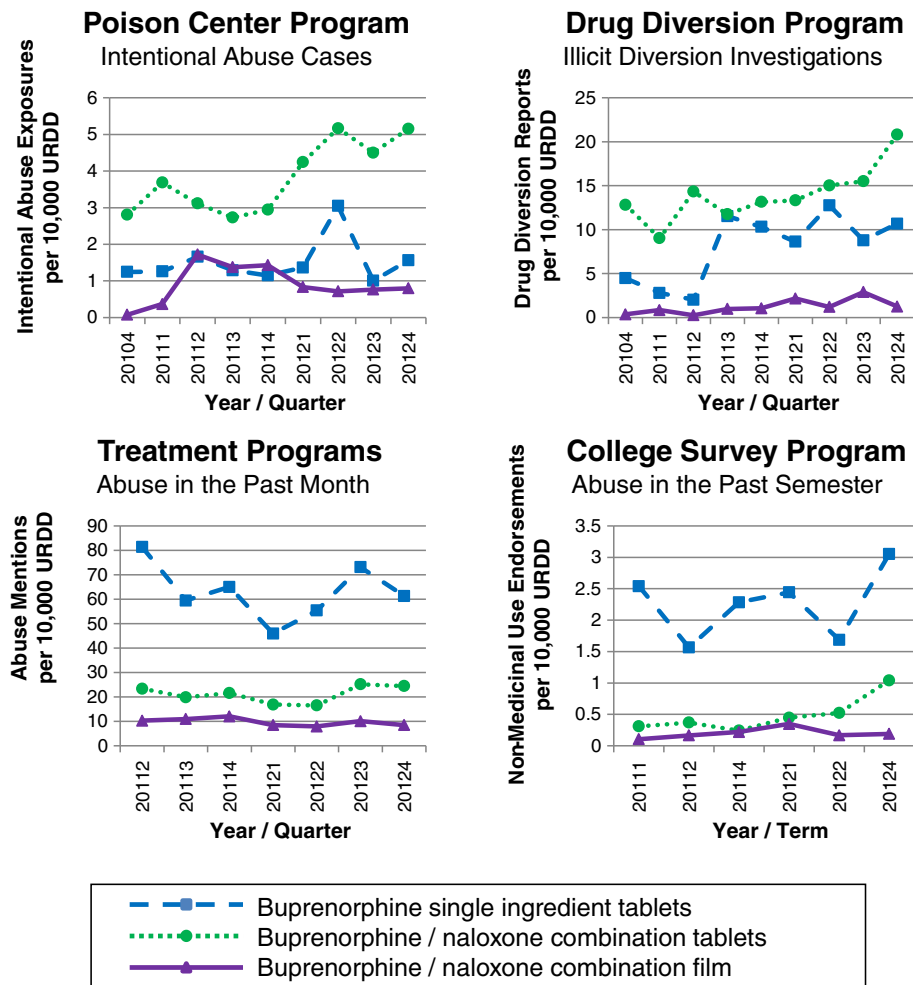 Poison Center Program
Intentional Abuse Cases
Intentional Abuse Exposures
per 10,000 URDD
6
5
4
3
2
1
0
20104
20111
20112
20113
20114
20121
20122
20123
20124
Year / Quarter
Drug Diversion Program
Illicit Diversion Investigations
Drug Diversion Reports
per 10,000 URDD
25
20
15
10
5
0
20104
20111
20112
20113
20114
20121
20122
20123
20124
Year / Quarter
Treatment Programs
Abuse in the Past Month
Abuse Mentions
per 10,000 URDD
90
80
70
60
50
40
30
20
10
0
20112
20113
20114
20121
20122
20123
20124
Year / Quarter
College Survey Program
Abuse in the Past Semester
Non-Medicinal Use Endorsements
per 10,000 URDD
3.5
3
2.5
2
1.5
1
0.5
0
20111
20112
20114
20121
20122
20124
Year / Term
Buprenorphine single ingredient tablets
Buprenorphine / naloxone combination tablets
Buprenorphine / naloxone combination film